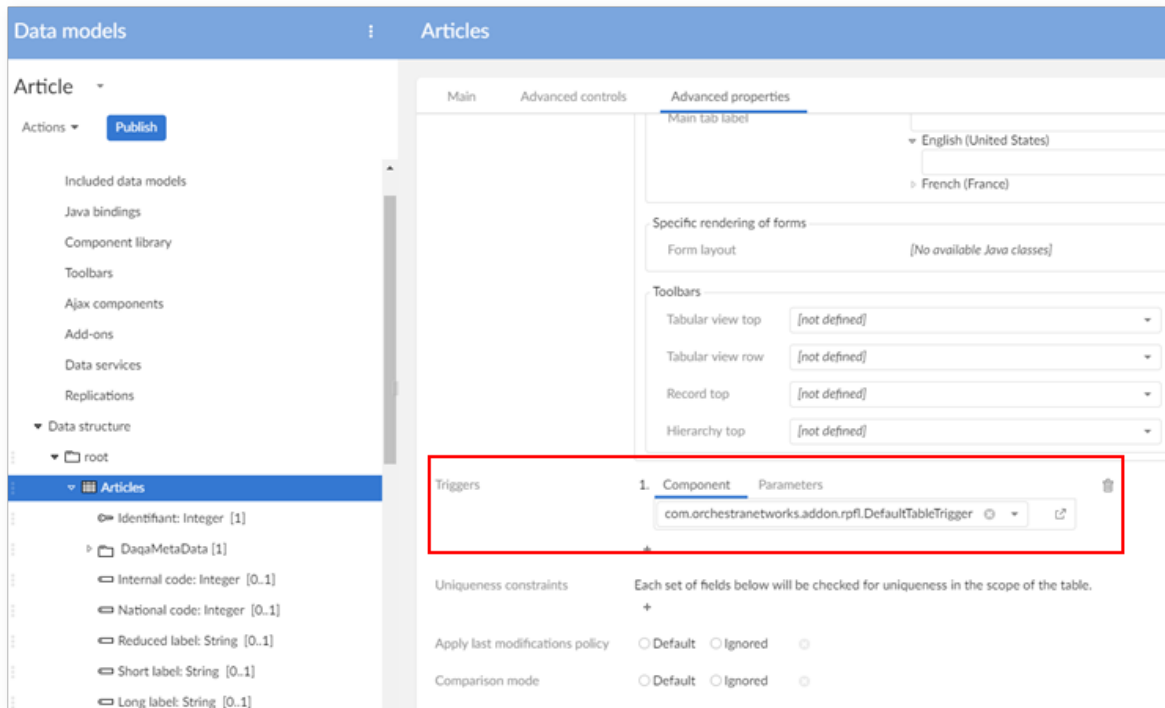 Data models
Articles
Article
Actions
Publish
Included data models
Java bindings
Component library
Toolbars
Ajax components
Add-ons
Data services
Replications
Data structure
root
Articles
Identifiant: Integer [1]
DaqaMetaData [1]
Internal code: Integer [0..1]
National code: Integer [0..1]
Reduced label: String [0..1]
Short label: String [0..1]
Long label: String [0..1]
Main Advanced controls Advanced properties
Main tab label
English (United States)
French (France)
Specific rendering of forms
Form layout [No available Java classes]
Toolbars
Tabular view top [not defined]
Tabular view row [not defined]
Record top [not defined]
Hierarchy top [not defined]
Triggers 1. Component Parameters
com.orchestranetworks.addon.rpfl.DefaultTableTrigger
Uniqueness constraints Each set of fields below will be checked for uniqueness in the scope of the table.
+
Apply last modifications policy Default Ignored
Comparison mode Default Ignored